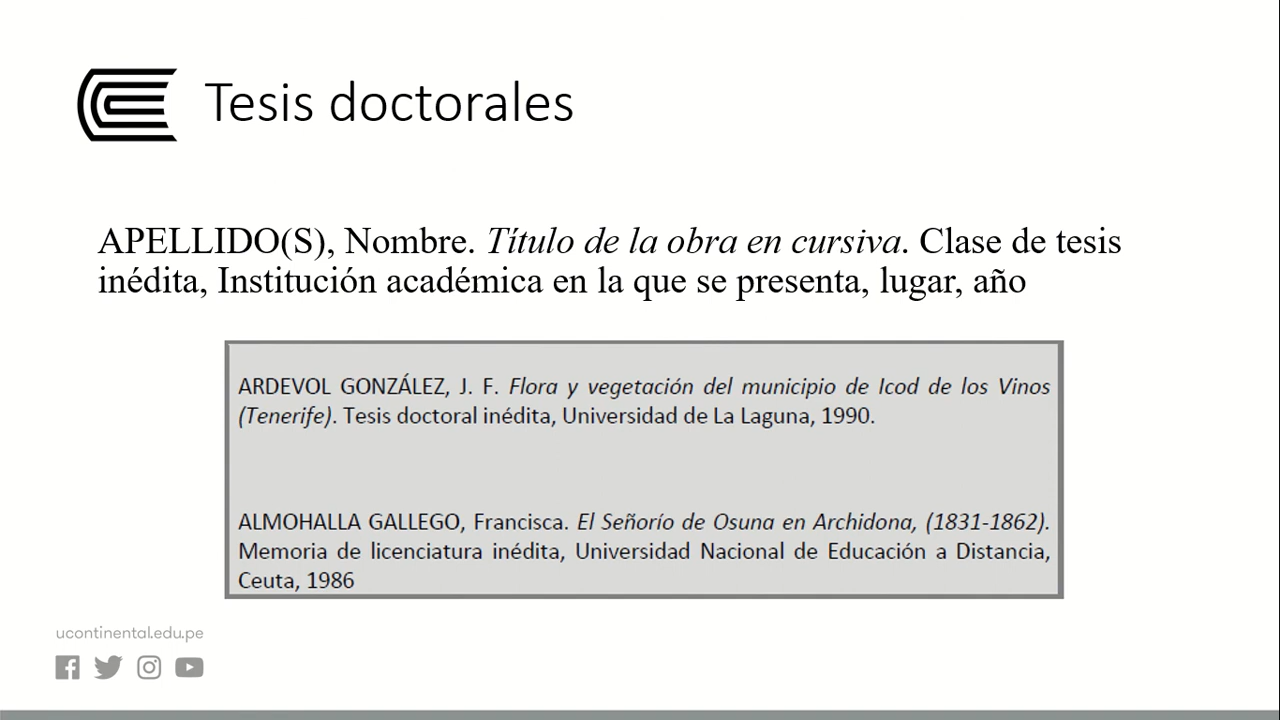 Tesis doctorales
APELLIDO(S), Nombre. Título de la obra en cursiva. Clase de tesis
inédita, Institución académica en la que se presenta, lugar, año
ARDEVOL GONZÁLEZ, J. F. Flora y vegetación del municipio de Icod de los Vinos
(Tenerife). Tesis doctoral inédita, Universidad de La Laguna, 1990.
ALMOHALLA GALLEGO, Francisca. El Señorío de Osuna en Archidona, (1831-1862).
Memoria de licenciatura inédita, Universidad Nacional de Educación a Distancia,
Ceuta, 1986
ucontinental.edu.pe